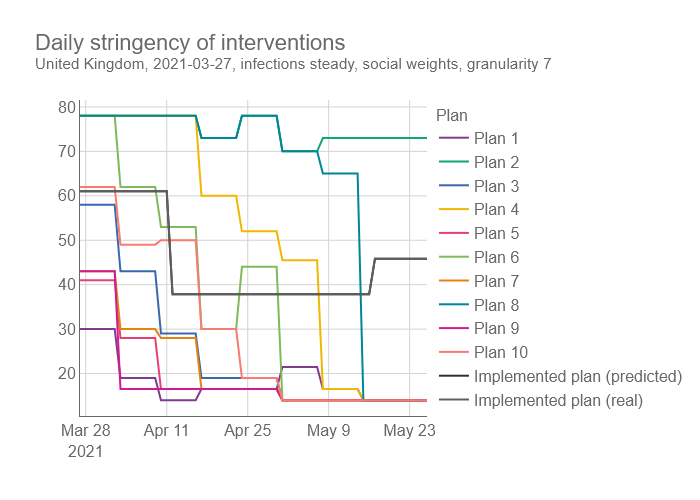 Daily stringency of interventions
United Kingdom, 2021-03-27, infections steady, social weights, granularity 7
80
70
60
50
40
30
20
Mar 28
2021
Apr 11
Apr 25
May 9
May 23
Plan
Plan 1
Plan 2
Plan 3
Plan 4
Plan 5
Plan 6
Plan 7
Plan 8
Plan 9
Plan 10
Implemented plan (predicted)
Implemented plan (real)